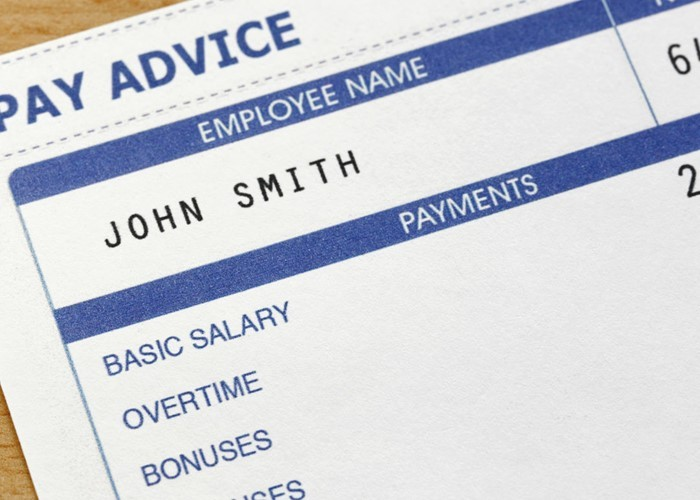 PAY ADVICE
EMPLOYEE NAME
JOHN SMITH
PAYMENTS
BASIC SALARY
OVERTIME
BONUSES